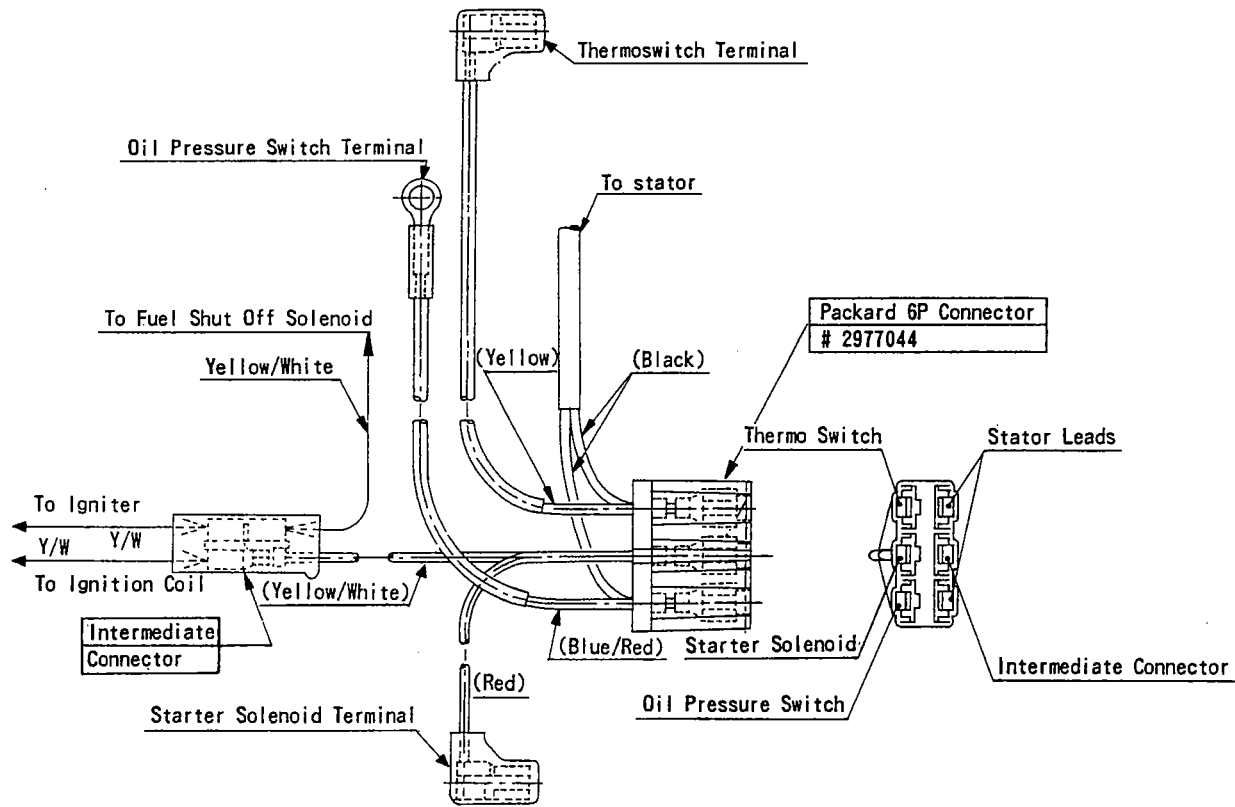 Thermoswitch Terminal
Oil Pressure Switch Terminal
To stator
Packard 6P Connector
# 2977044
To Fuel Shut Off Solenoid
Yellow/White
(Yellow)
(Black)
Thermo Switch
Stator Leads
To Igniter
Y/W
Y/W
To Ignition Coil
(Yellow/White)
Intermediate
Connector
(Blue/Red)
Starter Solenoid
Intermediate Connector
(Red)
Oil Pressure Switch
Starter Solenoid Terminal